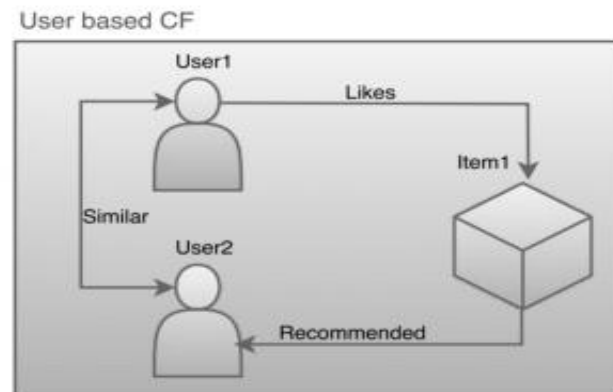 User based CF
User1
Likes
Item1
Similar
User2
Recommended